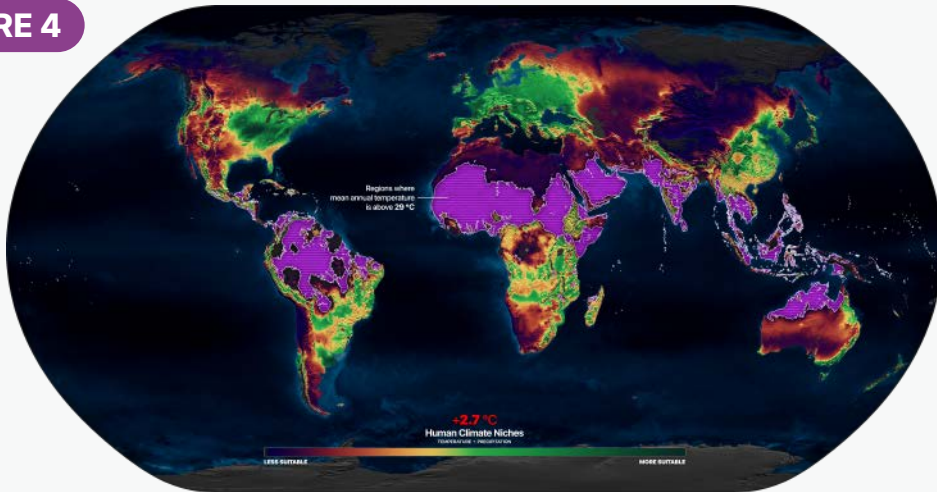 RE 4
Regions where
mean annual temperature
is above 29 °C
+2.7 °C
Human Climate Niches
TEMPERATURE + PRECIPITATION
LESS SUITABLE
MORE SUITABLE